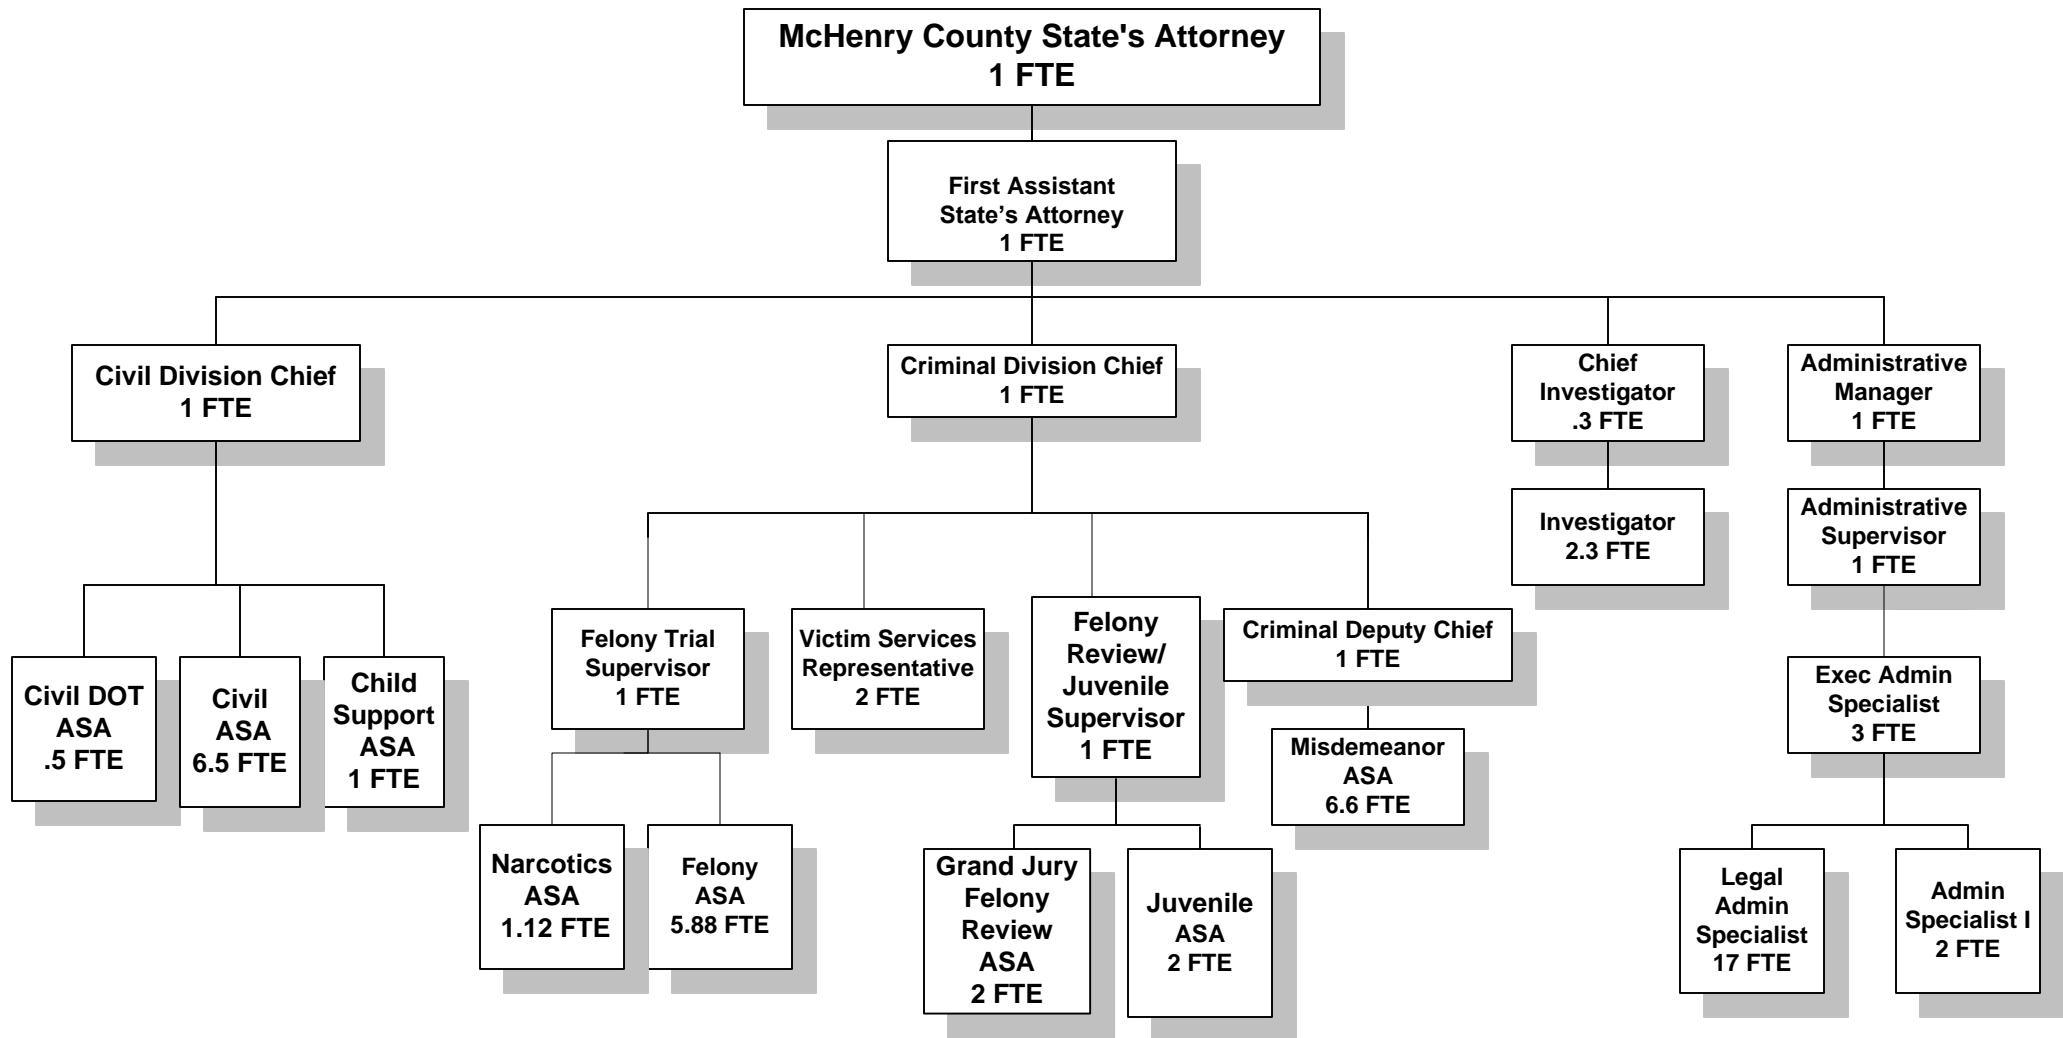 McHenry County State's Attorney
1 FTE
First Assistant
State’s Attorney
1 FTE
Civil Division Chief
1 FTE
Criminal Division Chief
1 FTE
Chief
Investigator
.3 FTE
Administrative
Manager
1 FTE
Investigator
2.3 FTE
Administrative
Supervisor
1 FTE
Civil DOT
ASA
.5 FTE
Civil
ASA
6.5 FTE
Child
Support
ASA
1 FTE
Felony Trial
Supervisor
1 FTE
Victim Services
Representative
2 FTE
Felony
Review/
Juvenile
Supervisor
1 FTE
Criminal Deputy Chief
1 FTE
Misdemeanor
ASA
6.6 FTE
Exec Admin
Specialist
3 FTE
Narcotics
ASA
1.12 FTE
Felony
ASA
5.88 FTE
Grand Jury
Felony
Review
ASA
2 FTE
Juvenile
ASA
2 FTE
Legal
Admin
Specialist
17 FTE
Admin
Specialist I
2 FTE